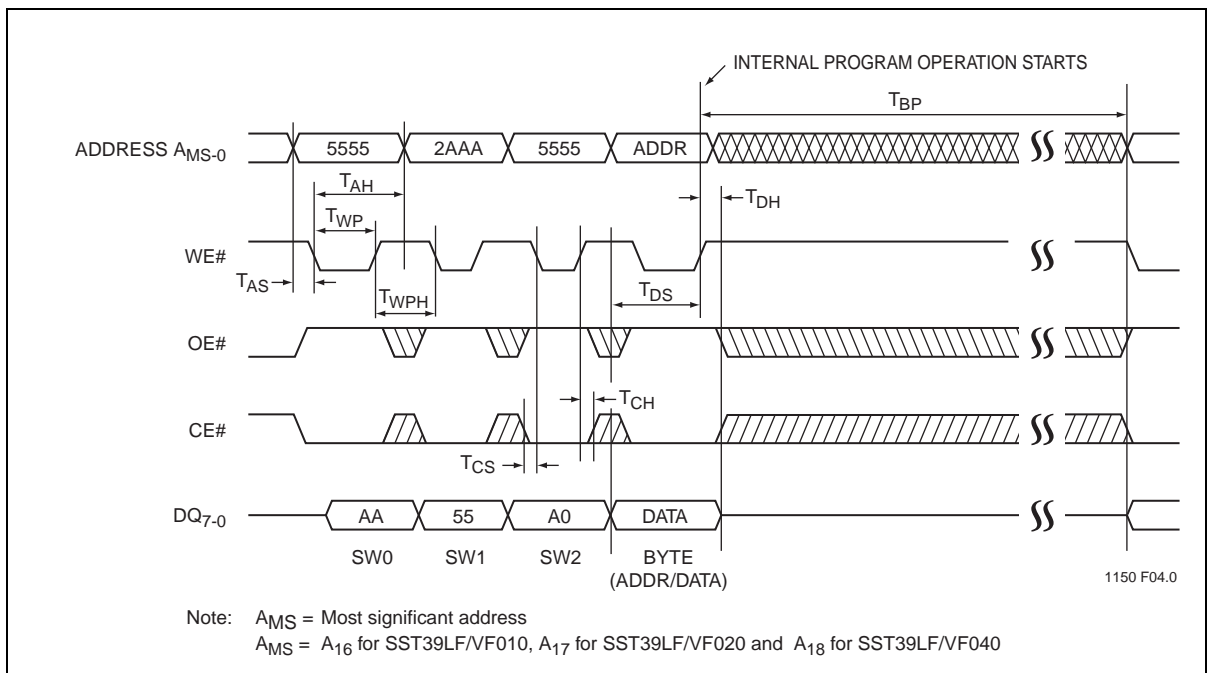 INTERNAL PROGRAM OPERATION STARTS
TBP
ADDRESS AMS-0
5555
2AAA
5555
ADDR
TAH
TDH
TWP
WE#
TAS
TWPH
TDS
OE#
TCH
CE#
TCS
DQ7-0
AA
55
A0
DATA
SW0
SW1
SW2
BYTE
(ADDR/DATA)
1150 F04.0
Note: AMS = Most significant address
AMS = A16 for SST39LF/VF010, A17 for SST39LF/VF020 and A18 for SST39LF/VF040